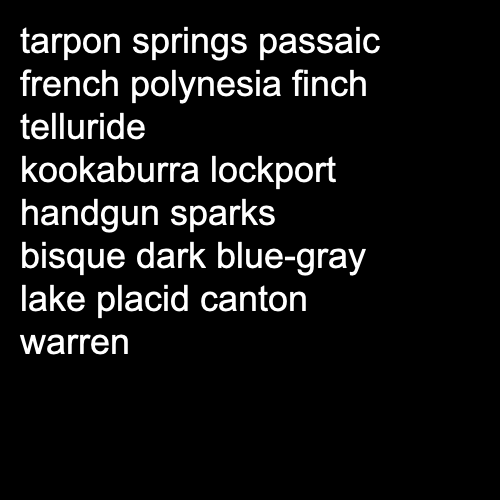 tarpon springs passaic
french polynesia finch
telluride
kookaburra lockport
handgun sparks
bisque dark blue-gray
lake placid canton
warren